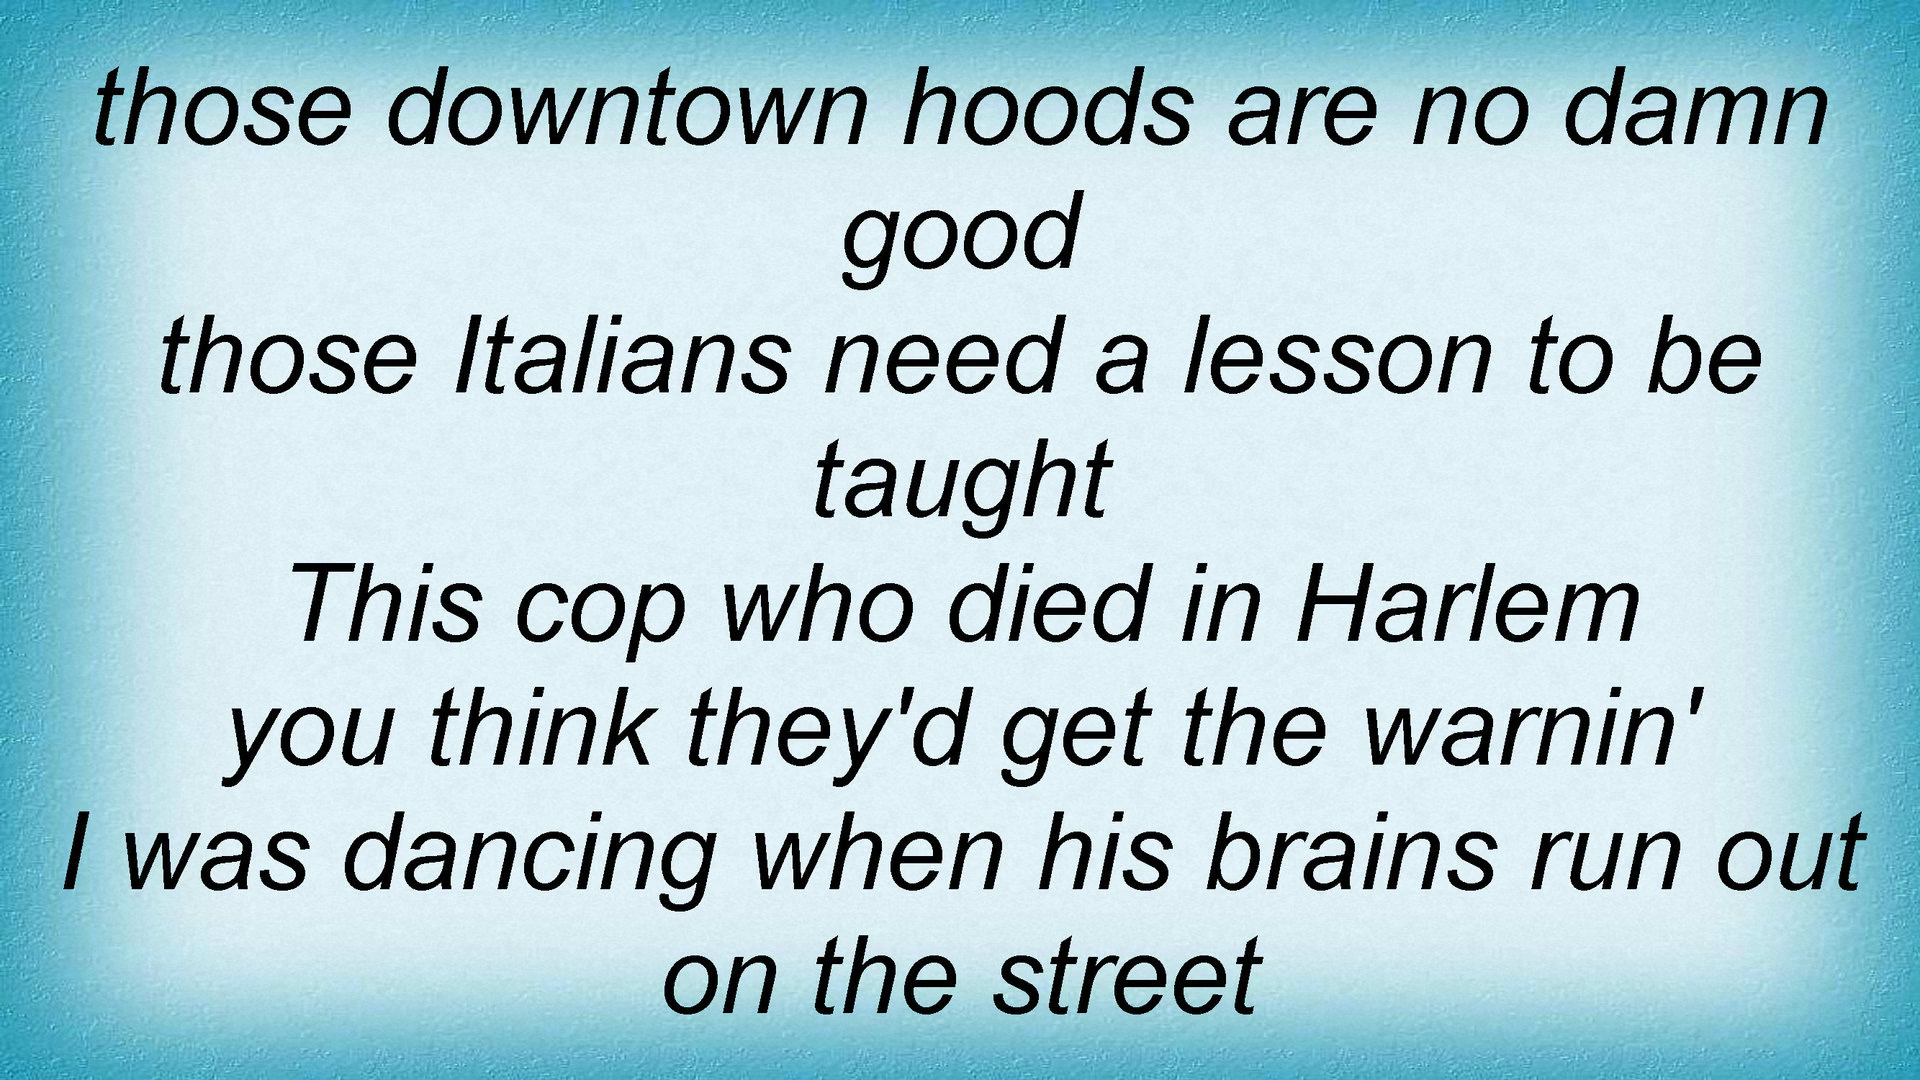 those downtown hoods are no damn
good
those Italians need a lesson to be
taught
This cop who died in Harlem
you think they'd get the warnin'
I was dancing when his brains run out
on the street